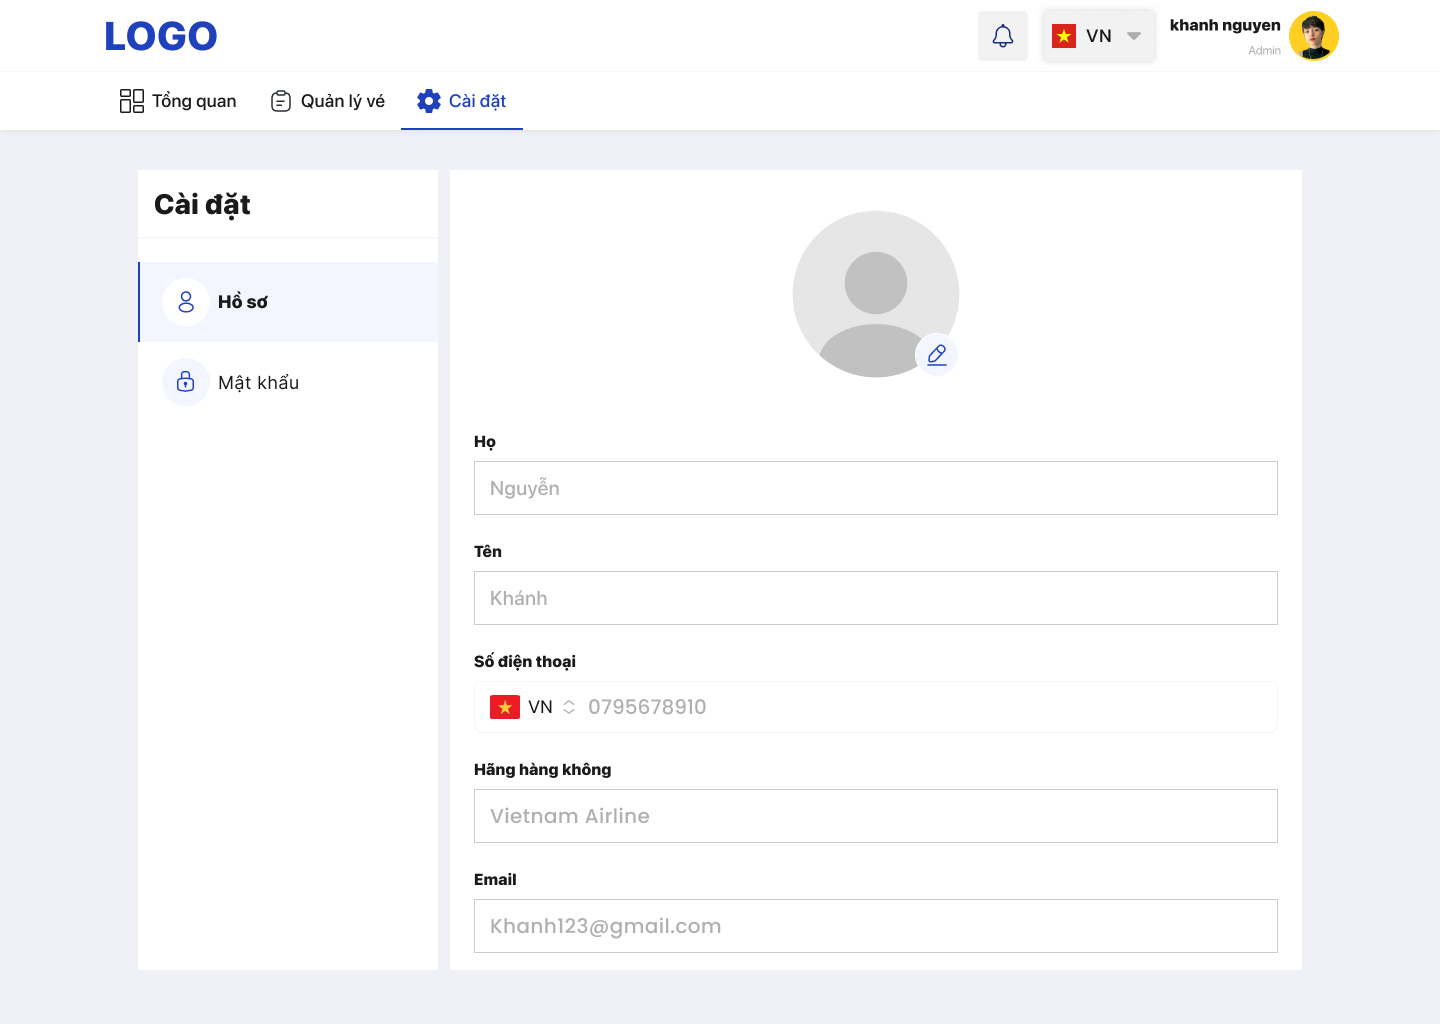 LOGO
VN
khanh nguyen
Admin
Tổng quan
Quản lý vé
Cài đặt
Cài đặt
Hồ sơ
Mật khẩu
Họ
Nguyễn
Tên
Khánh
Số điện thoại
VN 0795678910
Hãng hàng không
Vietnam Airline
Email
Khanh123@gmail.com